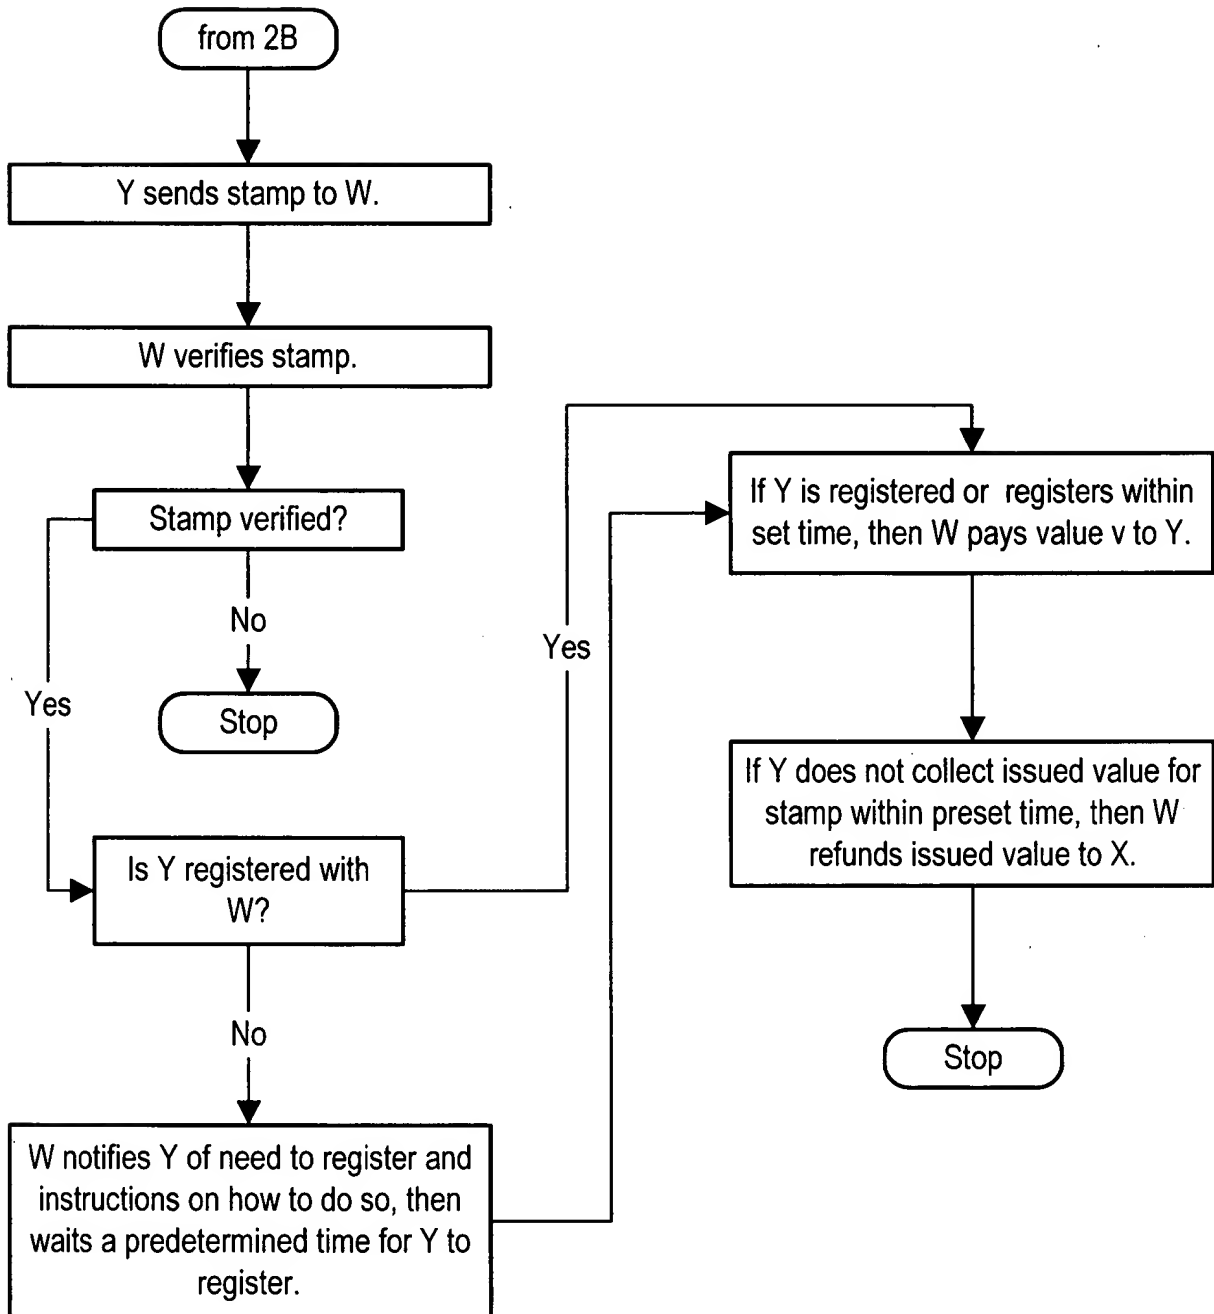 from 2B
Y sends stamp to W.
W verifies stamp.
Stamp verified?
No
Yes
Stop
Is Y registered with
W?
Yes
No
W notifies Y of need to register and
instructions on how to do so, then
waits a predetermined time for Y to
register.
If Y is registered or registers within
set time, then W pays value v to Y.
If Y does not collect issued value for
stamp within preset time, then W
refunds issued value to X.
Stop